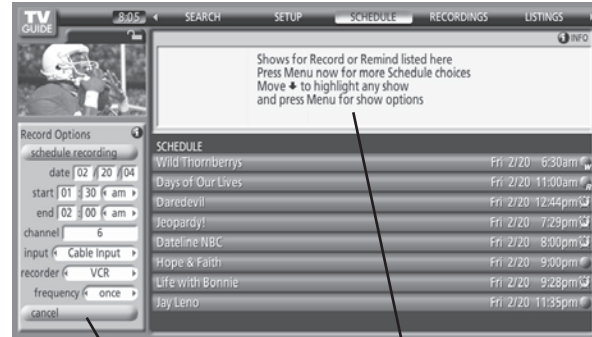 TV GUIDE
8:05
SEARCH SETUP SCHEDULE RECORDINGS LISTINGS
INFO
Shows for Record or Remind listed here
Press Menu now for more Schedule choices
Move to highlight any show
and press Menu for show options
Record Options
schedule recording
date 02 / 20 / 04
start 01 : 30 am
end 02 : 00 am
channel 6
input Cable Input
recorder VCR
frequency once
cancel
SCHEDULE
Wild Thornberrys Fri 2/20 6:30am W
Days of Our Lives Fri 2/20 11:00am R
Daredevil Fri 2/20 12:44pm
Jeopardy! Fri 2/20 7:29pm
Dateline NBC Fri 2/20 8:00pm
Hope & Faith Fri 2/20 9:00pm
Life with Bonnie Fri 2/20 9:28pm
Jay Leno Fri 2/20 11:35pm